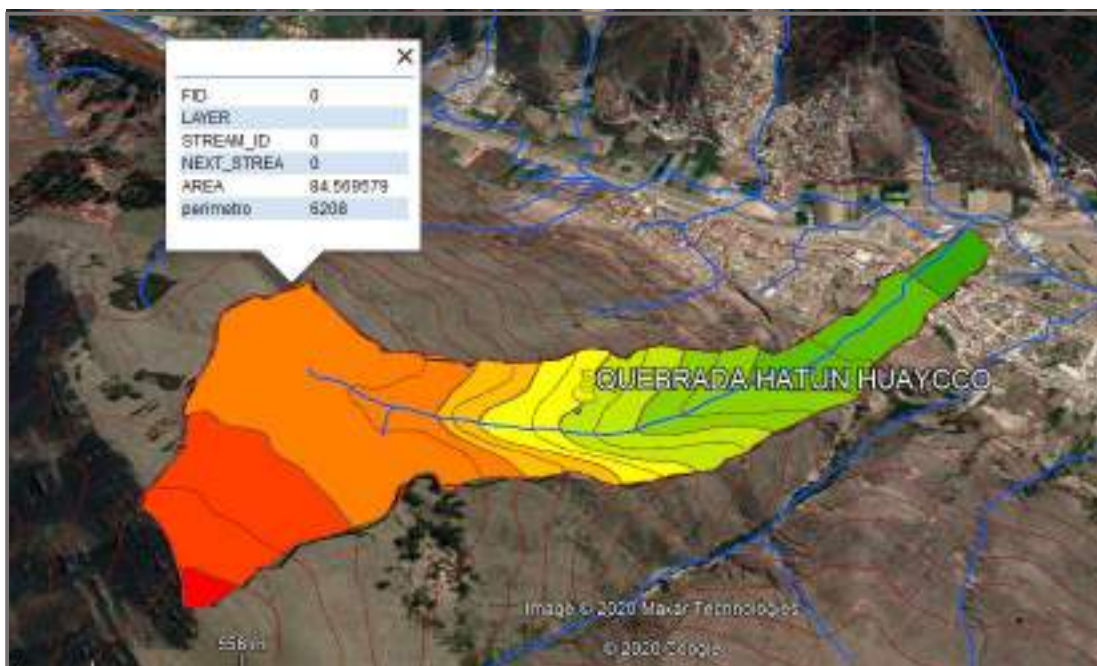 FID 0
LAYER
STREAM_ID 0
NEXT_STREA 0
AREA 84.569579
perimetro 6208
QUEBRADA HATUN HUAYCCO
Image © 2020 Maxar Technologies
556 m
© 2020 Google